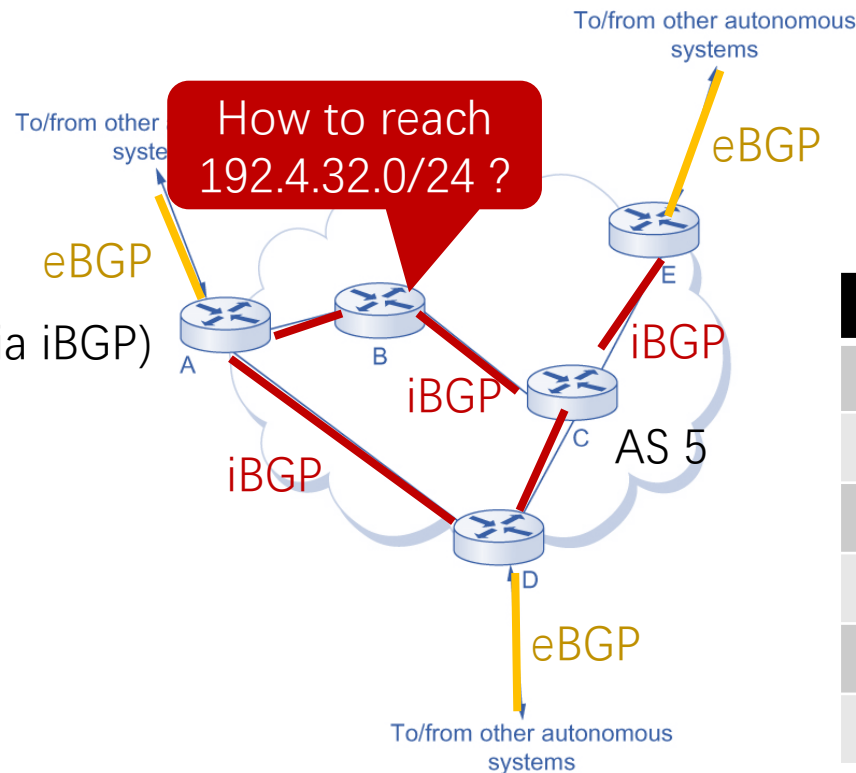 To/from other autonomous
systems
To/from other
How to reach
192.4.32.0/24 ?
eBGP
eBGP
E
ia iBGP)
A
B
iBGP
iBGP
C
AS 5
iBGP
D
eBGP
To/from other autonomous
systems